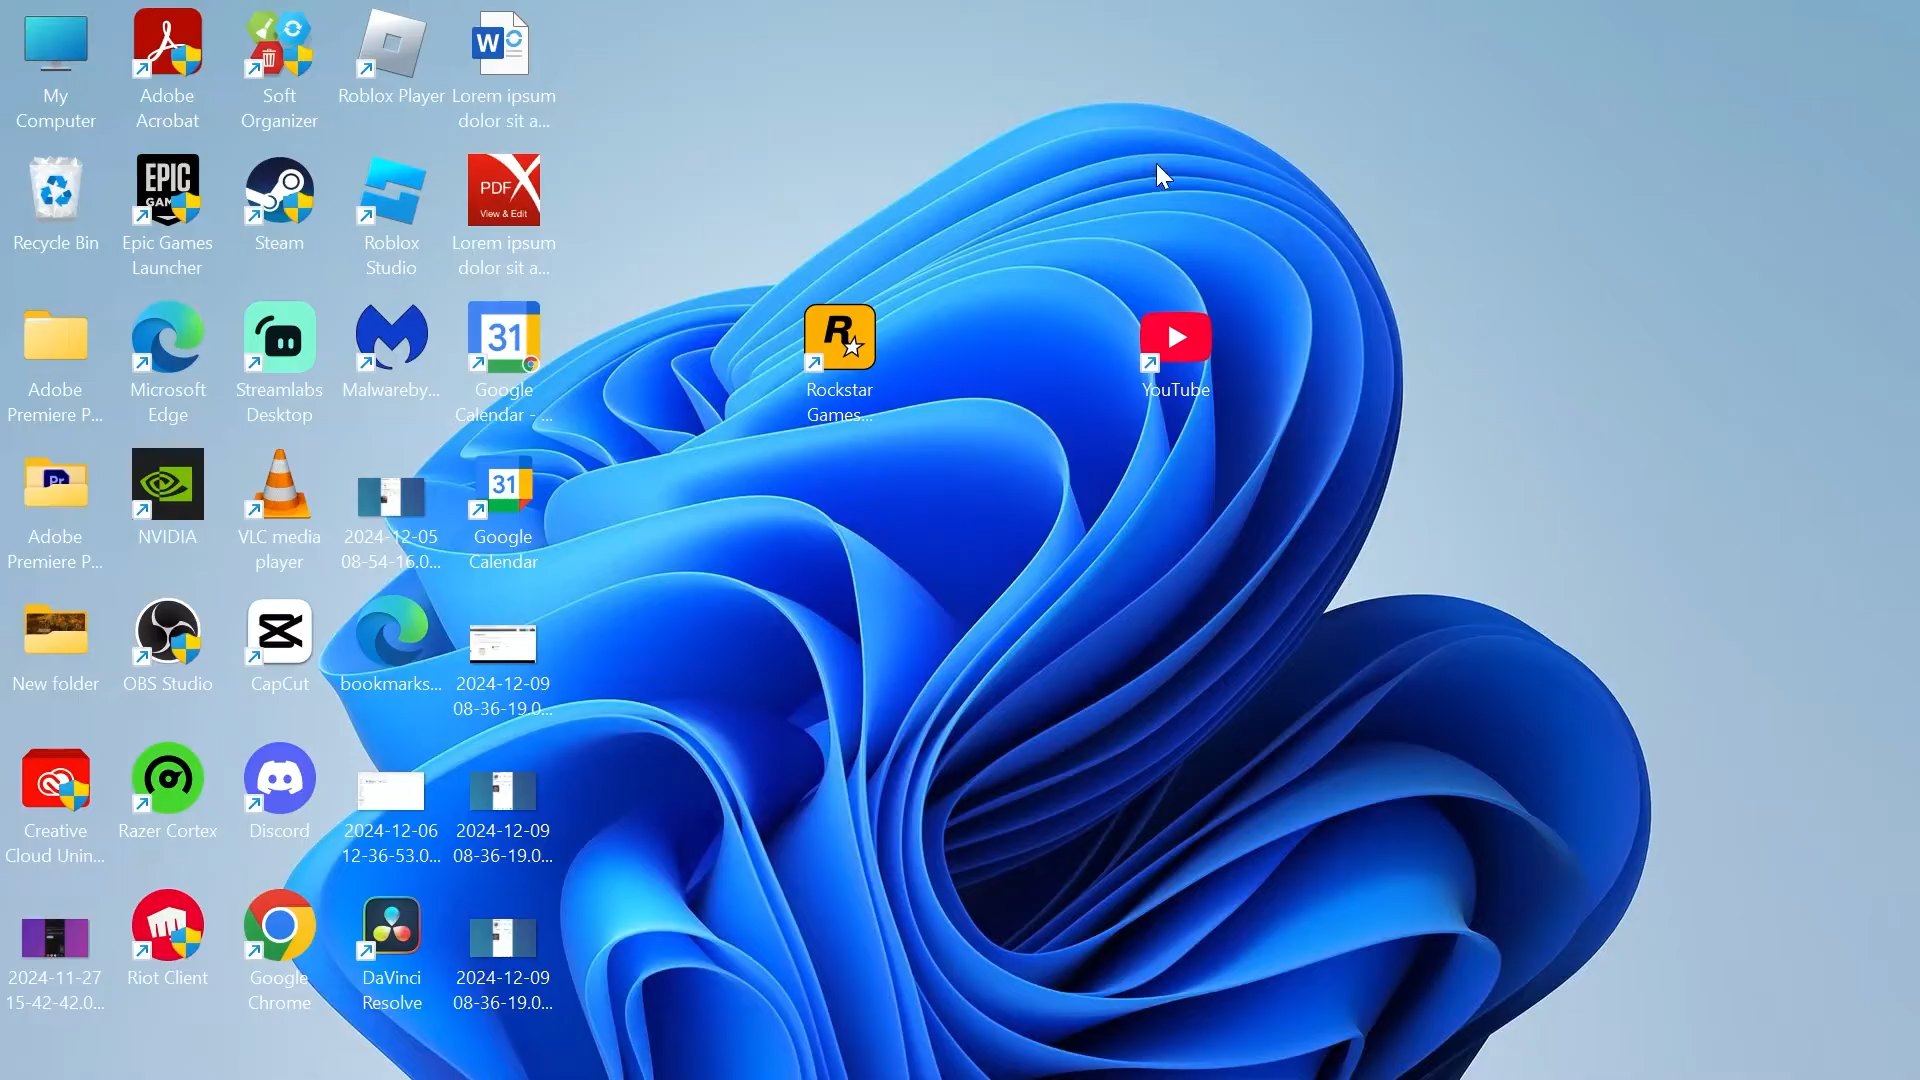 My
Computer
Adobe
Acrobat
Soft
Organizer
Roblox Player
W
Lorem ipsum
dolor sit a...
Recycle Bin
EPIC
GAM
Epic Games
Launcher
Steam
Roblox
Studio
PDF
View & Edit
Lorem ipsum
dolor sit a...
Adobe
Premiere P...
Microsoft
Edge
Streamlabs
Desktop
Malwareby...
31
Google
Calendar - ...
R
Rockstar
Games...
YouTube
Pr
Adobe
Premiere P...
NVIDIA
VLC media
player
2024-12-05
08-54-16.0...
31
Google
Calendar
New folder
OBS Studio
CapCut
bookmarks...
2024-12-09
08-36-19.0...
Creative
Cloud Unin...
Razer Cortex
Discord
2024-12-06
12-36-53.0...
2024-12-09
08-36-19.0...
2024-11-27
15-42-42.0...
Riot Client
Google
Chrome
DaVinci
Resolve
2024-12-09
08-36-19.0...